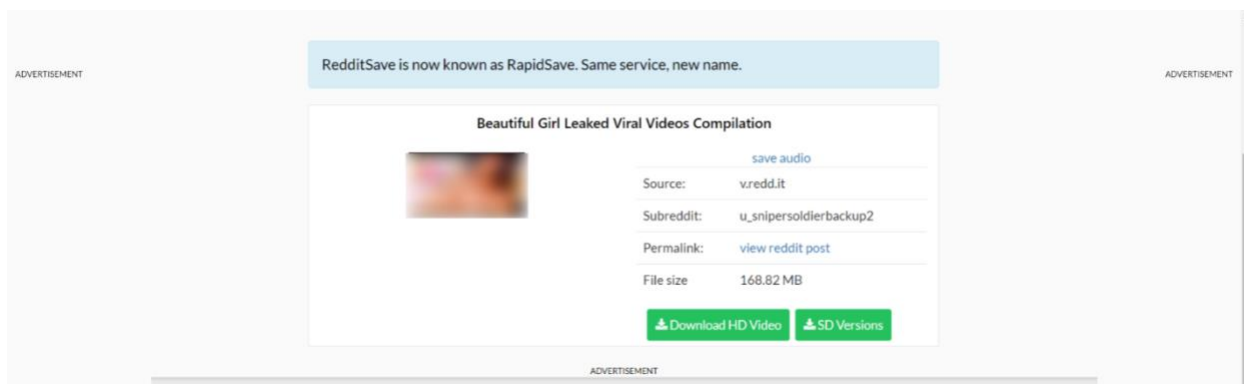 RedditSave is now known as RapidSave. Same service, new name.
ADVERTISEMENT
ADVERTISEMENT
Beautiful Girl Leaked Viral Videos Compilation
save audio
Source: v.redd.it
Subreddit: u_snipersoldierbackup2
Permalink: view reddit post
File size 168.82 MB
Download HD Video SD Versions
ADVERTISEMENT